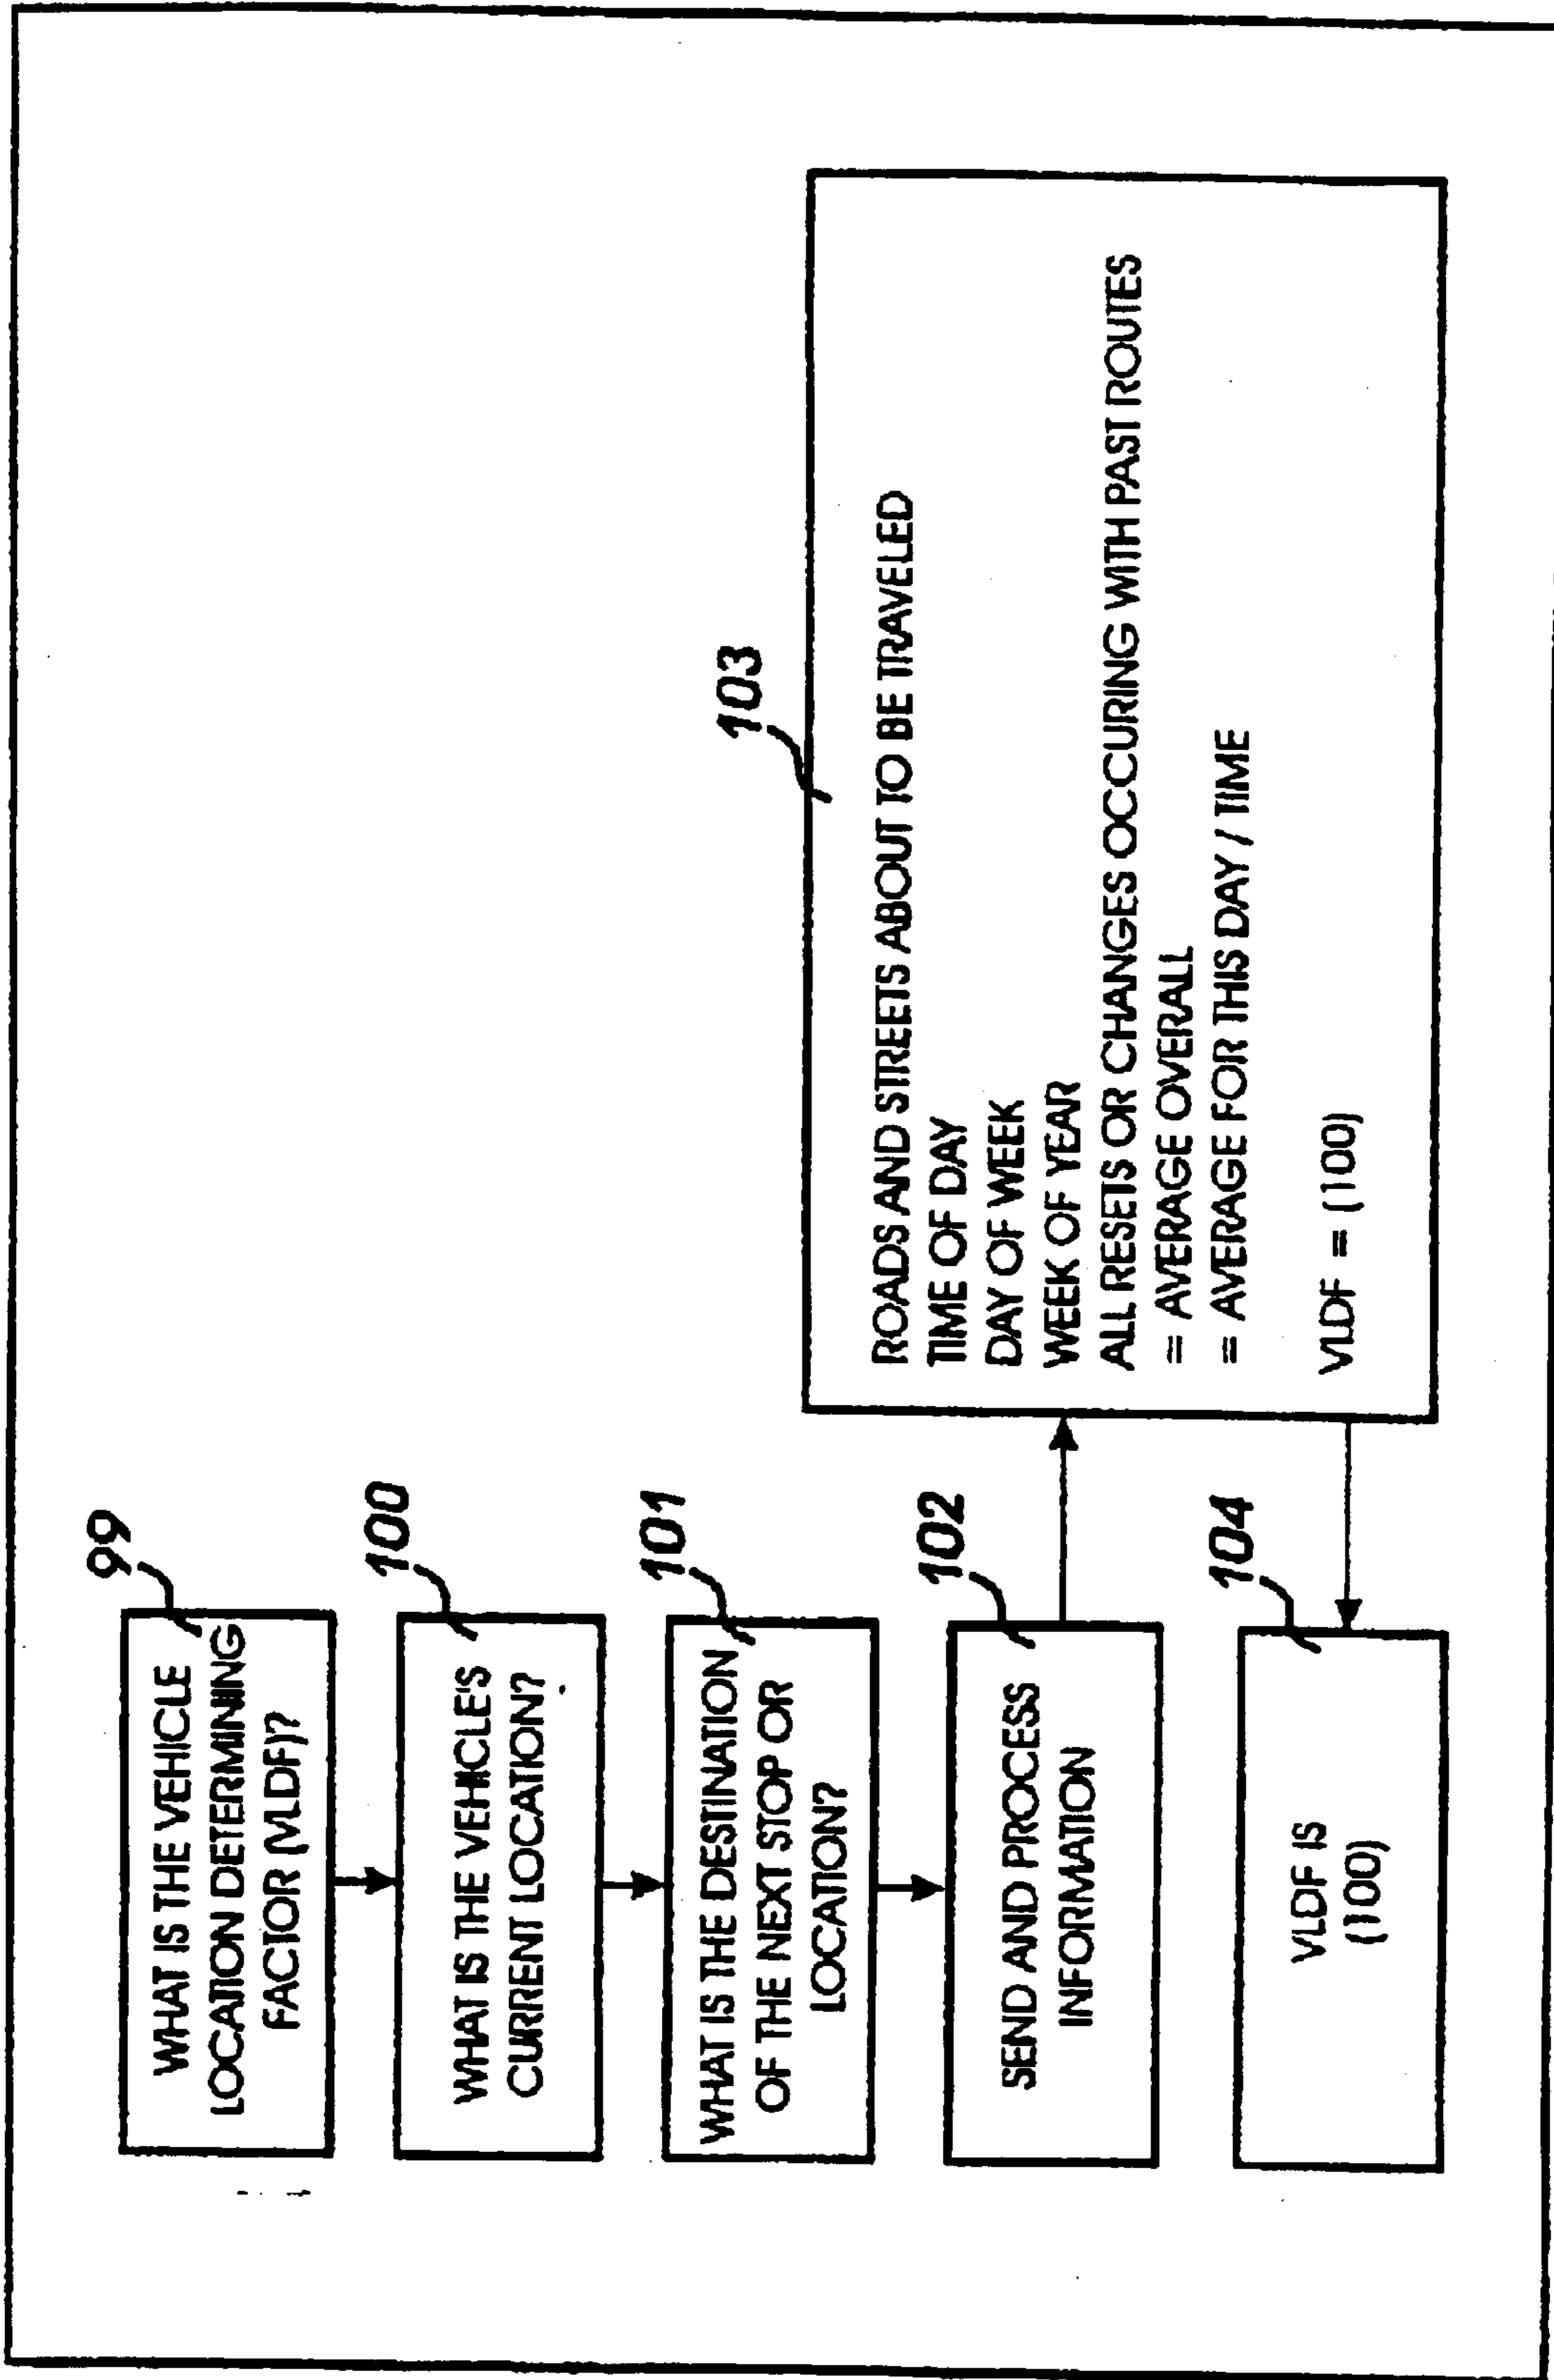 99
WHAT IS THE VEHICLE
LOCATION DETERMINING
FACTOR (VLDF)?
100
WHAT IS THE VEHICLE'S
CURRENT LOCATION?
101
WHAT IS THE DESTINATION
OF THE NEXT STOP OR
LOCATION?
102
SEND AND PROCESS
INFORMATION
103
ROADS AND STREETS ABOUT TO BE TRAVELED
TIME OF DAY
DAY OF WEEK
WEEK OF YEAR
ALL RESETS OR CHANGES OCCURING WITH PAST ROUTES
= AVERAGE OVERALL
= AVERAGE FOR THIS DAY / TIME
VLDF = (100)
104
VLDF IS
(100)